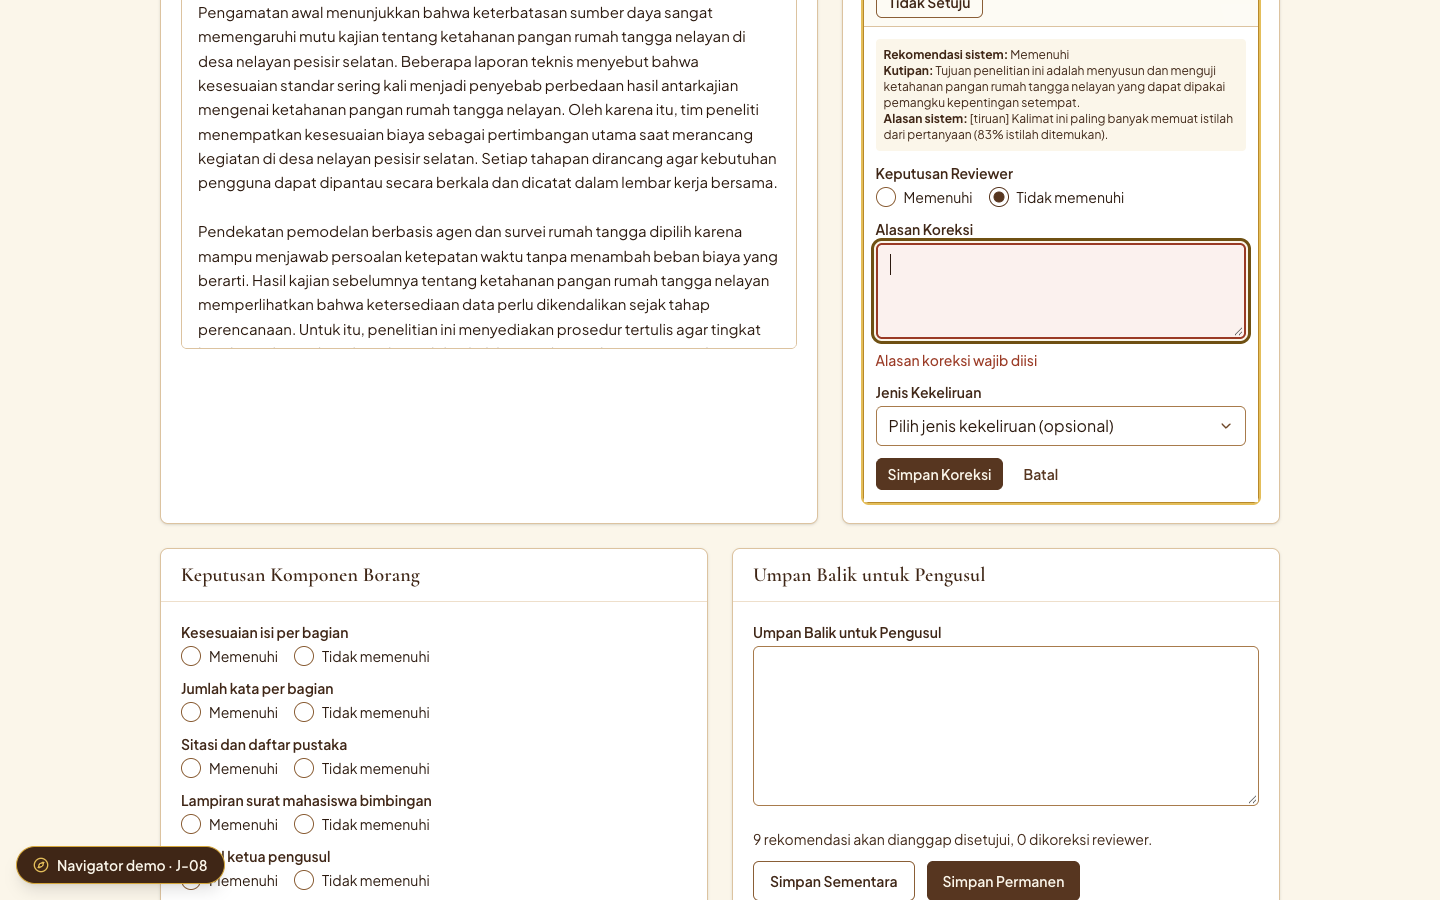 Pengamatan awal menunjukkan bahwa keterbatasan sumber daya sangat
memengaruhi mutu kajian tentang ketahanan pangan rumah tangga nelayan di
desa nelayan pesisir selatan. Beberapa laporan teknis menyebut bahwa
kesesuaian standar sering kali menjadi penyebab perbedaan hasil antarkajian
mengenai ketahanan pangan rumah tangga nelayan. Oleh karena itu, tim peneliti
menempatkan kesesuaian biaya sebagai pertimbangan utama saat merancang
kegiatan di desa nelayan pesisir selatan. Setiap tahapan dirancang agar kebutuhan
pengguna dapat dipantau secara berkala dan dicatat dalam lembar kerja bersama.
Pendekatan pemodelan berbasis agen dan survei rumah tangga dipilih karena
mampu menjawab persoalan ketepatan waktu tanpa menambah beban biaya yang
berarti. Hasil kajian sebelumnya tentang ketahanan pangan rumah tangga nelayan
memperlihatkan bahwa ketersediaan data perlu dikendalikan sejak tahap
perencanaan. Untuk itu, penelitian ini menyediakan prosedur tertulis agar tingkat
Tidak Setuju
Rekomendasi sistem: Memenuhi
Kutipan: Tujuan penelitian ini adalah menyusun dan menguji
ketahanan pangan rumah tangga nelayan yang dapat dipakai
pemangku kepentingan setempat.
Alasan sistem: [tiruan] Kalimat ini paling banyak memuat istilah
dari pertanyaan (83% istilah ditemukan).
Keputusan Reviewer
Memenuhi Tidak memenuhi
Alasan Koreksi
Alasan koreksi wajib diisi
Jenis Kekeliruan
Pilih jenis kekeliruan (opsional)
Simpan Koreksi Batal
Keputusan Komponen Borang
Kesesuaian isi per bagian
Memenuhi Tidak memenuhi
Jumlah kata per bagian
Memenuhi Tidak memenuhi
Sitasi dan daftar pustaka
Memenuhi Tidak memenuhi
Lampiran surat mahasiswa bimbingan
Memenuhi Tidak memenuhi
ketua pengusul
Memenuhi Tidak memenuhi
Navigator demo · J-08
Umpan Balik untuk Pengusul
Umpan Balik untuk Pengusul
9 rekomendasi akan dianggap disetujui, 0 dikoreksi reviewer.
Simpan Sementara Simpan Permanen